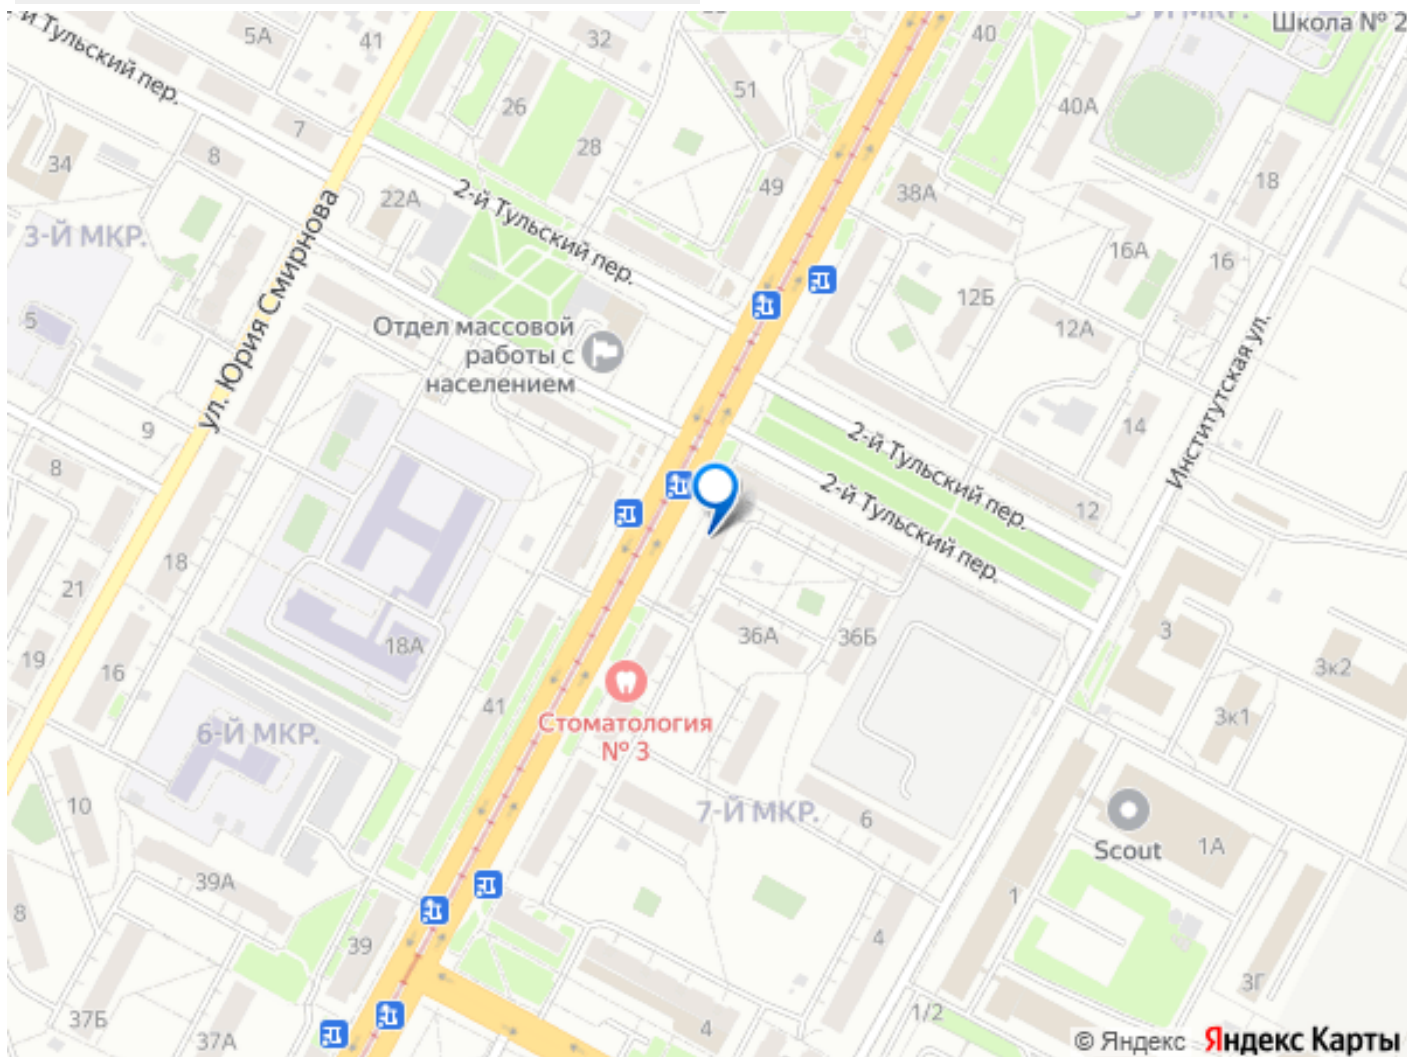 Школа № 2
й Тульский пер.
5А
41
32
40
51
26
40А
7
28
8
34
18
49
38А
22А
2-й Тульский пер.
3-Й МКР.
16А
16
12Б
5
12А
ул. Юрия Смирнова
Отдел массовой
работы с
населением
Институтская ул.
9
14
2-й Тульский пер.
8
2-й Тульский пер.
12
18
21
3
36А
36Б
18А
19
16
3к2
41
3к1
Стоматология
№ 3
6-Й МКР.
10
7-Й МКР.
6
Scout
1А
39А
1
8
39
4
3Г
37Б
37А
4
1/2
© Яндекс Яндекс Карты